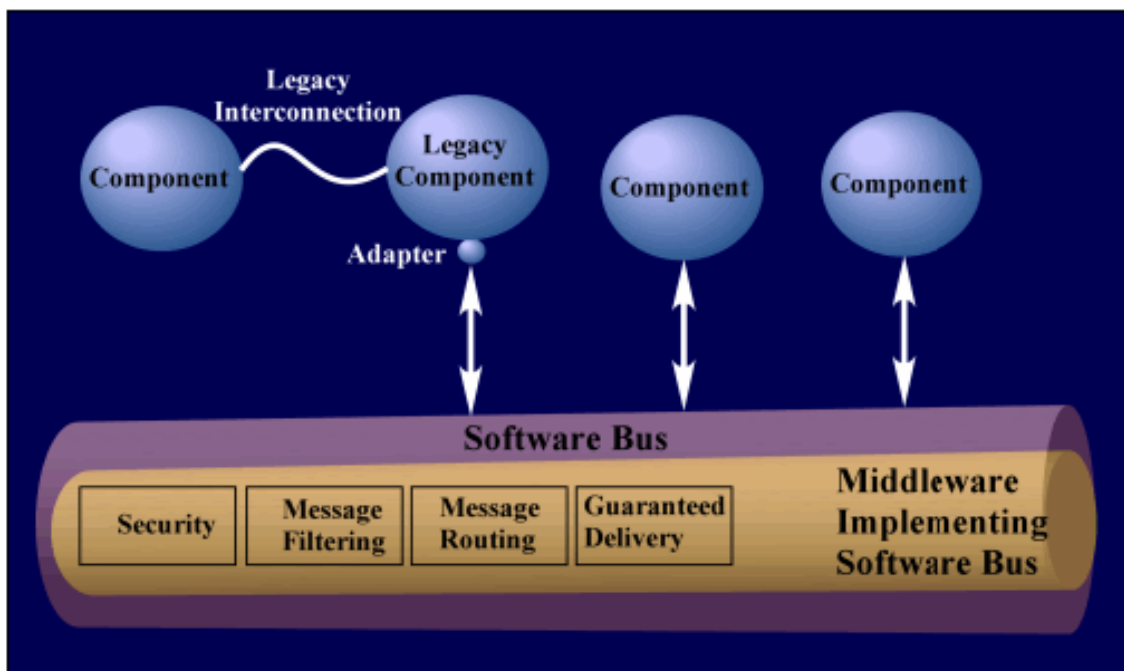 Legacy
Interconnection
Component
Legacy
Component
Component
Component
Adapter
Software Bus
Security
Message
Filtering
Message
Routing
Guaranteed
Delivery
Middleware
Implementing
Software Bus